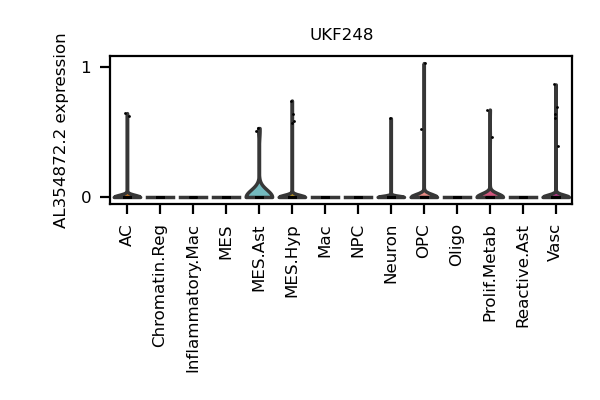 UKF248
AL354872.2 expression
1
0
AC
Chromatin.Reg
Inflammatory.Mac
MES
MES.Ast
MES.Hyp
Mac
NPC
Neuron
OPC
Oligo
Prolif.Metab
Reactive.Ast
Vasc